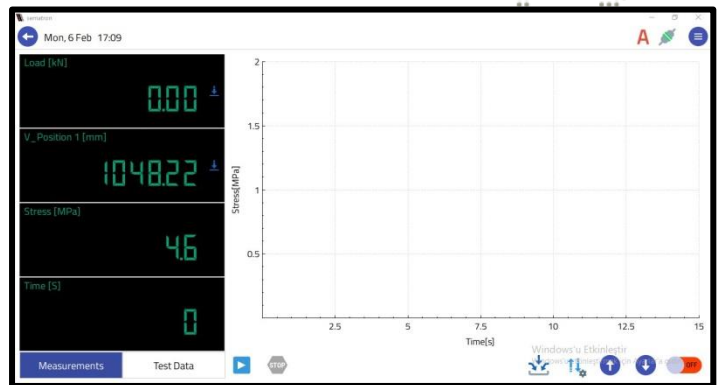 sensation
Mon, 6 Feb 17:09
A
Load [kN]
0.00
V_Position 1 [mm]
1048.22
Stress [MPa]
4.6
Time [S]
0
Measurements
Test Data
2
1.5
1
0.5
Stress[MPa]
2.5
5
7.5
10
12.5
15
Time[s]
STOP
Windows'u Etkinleştir
OFF